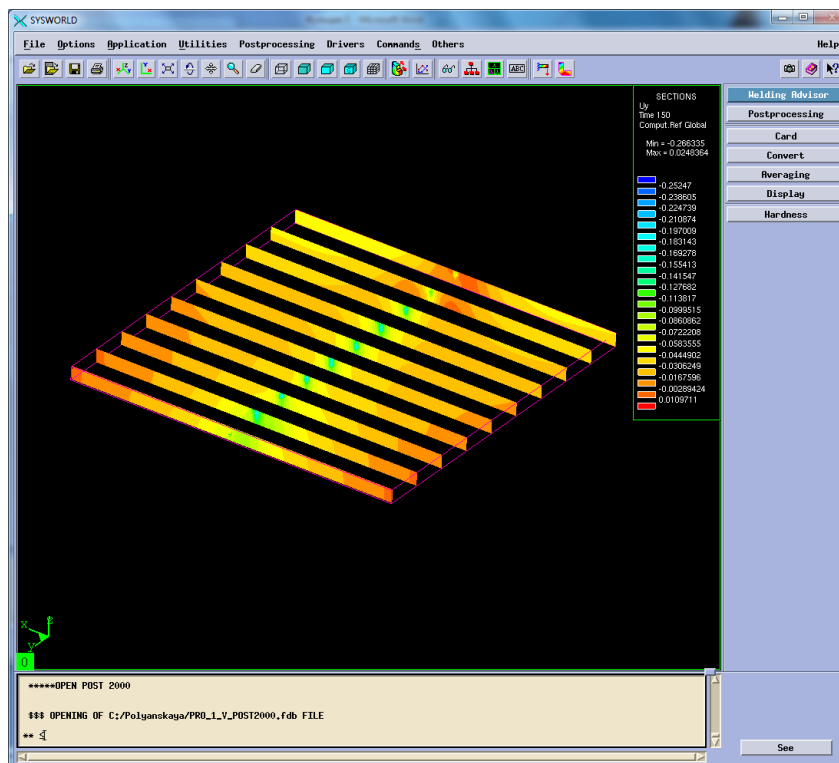 SYSWORLD
File Options Application Utilities Postprocessing Drivers Commands Others Help
ABC
SECTIONS
Uy
Time 150
Comput.Ref Global
Min = -0.266335
Max = 0.0248364
-0.25247
-0.238605
-0.224739
-0.210874
-0.197009
-0.183143
-0.169278
-0.155413
-0.141547
-0.127682
-0.113817
-0.0999515
-0.0860862
-0.0722208
-0.0583555
-0.0444902
-0.0306249
-0.0167596
-0.00289424
0.0109711
Welding Advisor
Postprocessing
Card
Convert
Averaging
Display
Hardness
x
y
z
0
*****OPEN POST 2000
$$$ OPENING OF C:/Polyanskaya/PRO_1_V_POST2000.fdb FILE
**
See